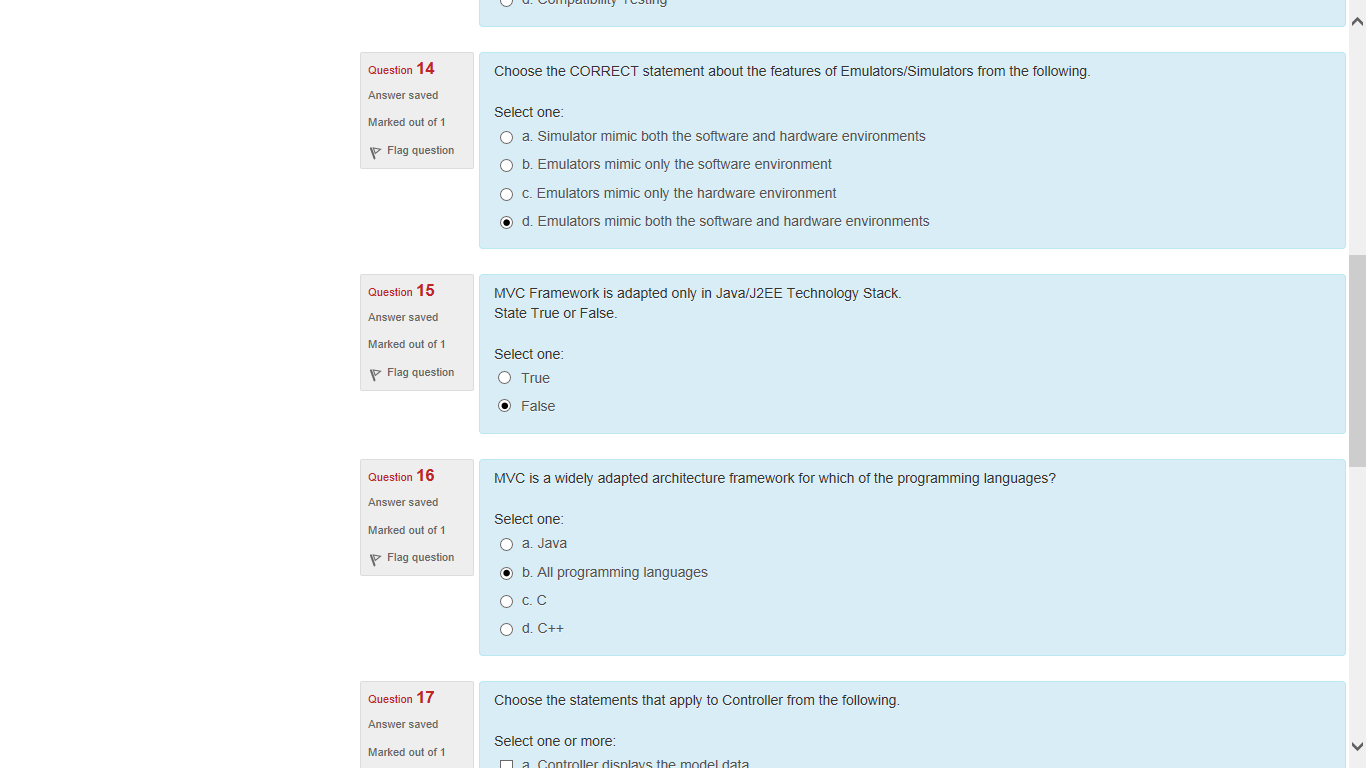 d. Compatibility Testing
Question 14
Answer saved
Marked out of 1
Flag question
Choose the CORRECT statement about the features of Emulators/Simulators from the following.
Select one:
a. Simulator mimic both the software and hardware environments
b. Emulators mimic only the software environment
c. Emulators mimic only the hardware environment
d. Emulators mimic both the software and hardware environments
Question 15
Answer saved
Marked out of 1
Flag question
MVC Framework is adapted only in Java/J2EE Technology Stack.
State True or False.
Select one:
True
False
Question 16
Answer saved
Marked out of 1
Flag question
MVC is a widely adapted architecture framework for which of the programming languages?
Select one:
a. Java
b. All programming languages
c. C
d. C++
Question 17
Answer saved
Marked out of 1
Choose the statements that apply to Controller from the following.
Select one or more:
a. Controller displays the model data